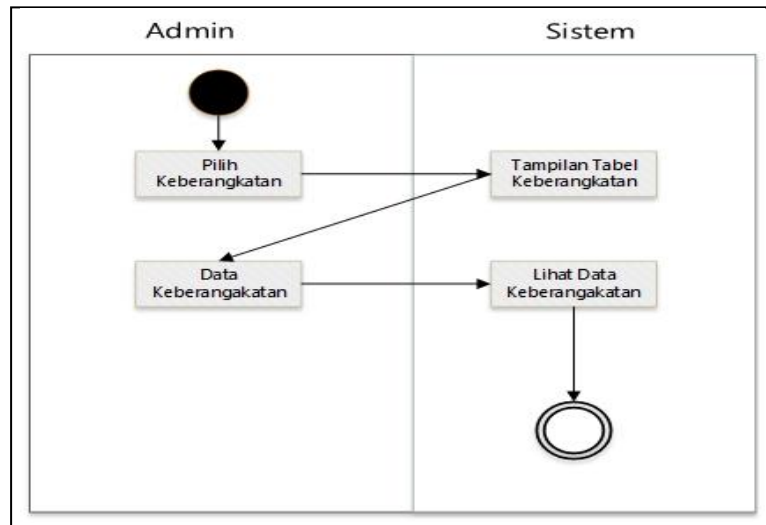 Admin
Sistem
Pilih
Keberangkatan
Tampilan Tabel
Keberangkatan
Data
Keberangakatan
Lihat Data
Keberangakatan